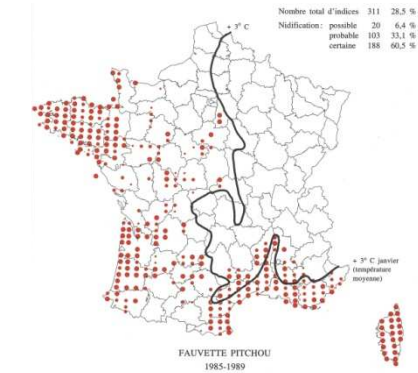 Nombre total d'indices 311 28,5 %
Nidification: possible 20 6,4 %
probable 103 33,1 %
certaine 188 60,5 %
+ 3° C
+ 3° C janvier
(température
moyenne)
FAUVETTE PITCHOU
1985-1989